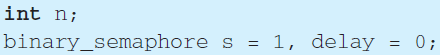 int n;
binary_semaphore s = 1, delay = 0;